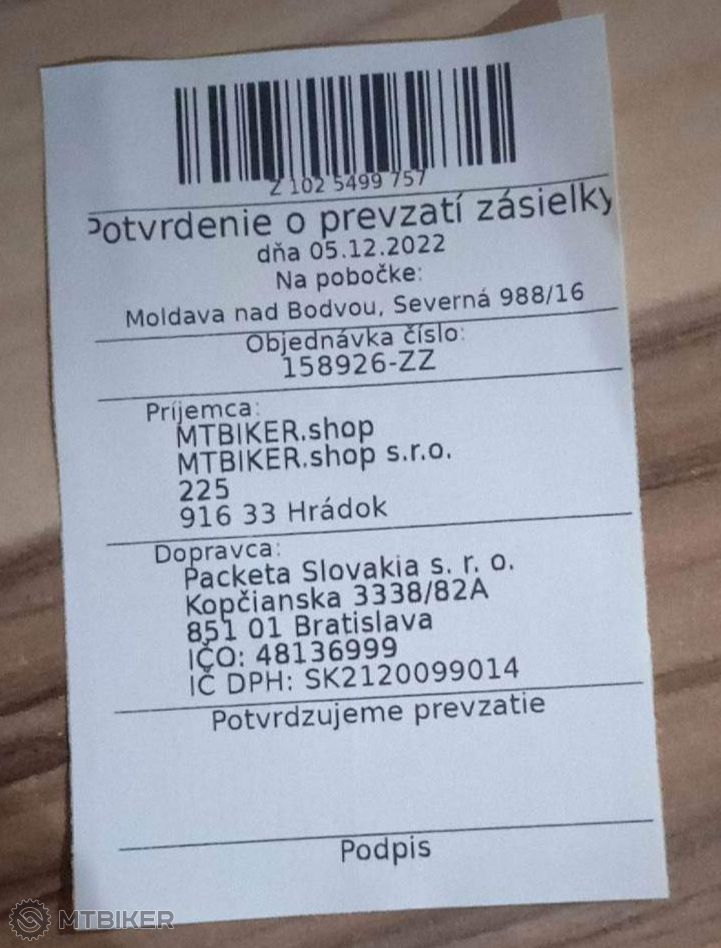 Z 102 5499 757
Potvrdenie o prevzatí zásielky
dňa 05.12.2022
Na pobočke:
Moldava nad Bodvou, Severná 988/16
Objednávka číslo:
158926-ZZ
Príjemca:
MTBIKER.shop
MTBIKER.shop s.r.o.
225
916 33 Hrádok
Dopravca:
Packeta Slovakia s. r. o.
Kopčianska 3338/82A
851 01 Bratislava
IČO: 48136999
IČ DPH: SK2120099014
Potvrdzujeme prevzatie
Podpis
MTBIKER